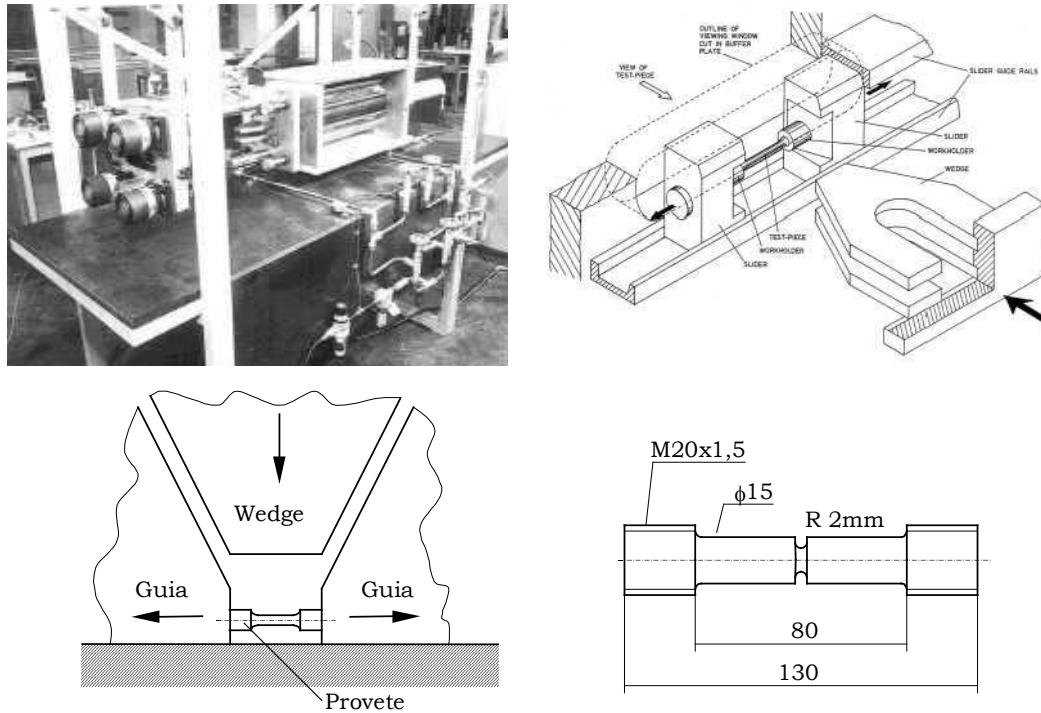 OUTLINE OF
VIEWING WINDOW
CUT IN BUFFER
PLATE
VIEW OF
TEST-PIECE
SLIDER GUIDE RAILS
SLIDER
WORKHOLDER
WEDGE
TEST-PIECE
WORKHOLDER
SLIDER
Wedge
Guia
Guia
Provete
M20x1,5
ϕ15
R 2mm
80
130